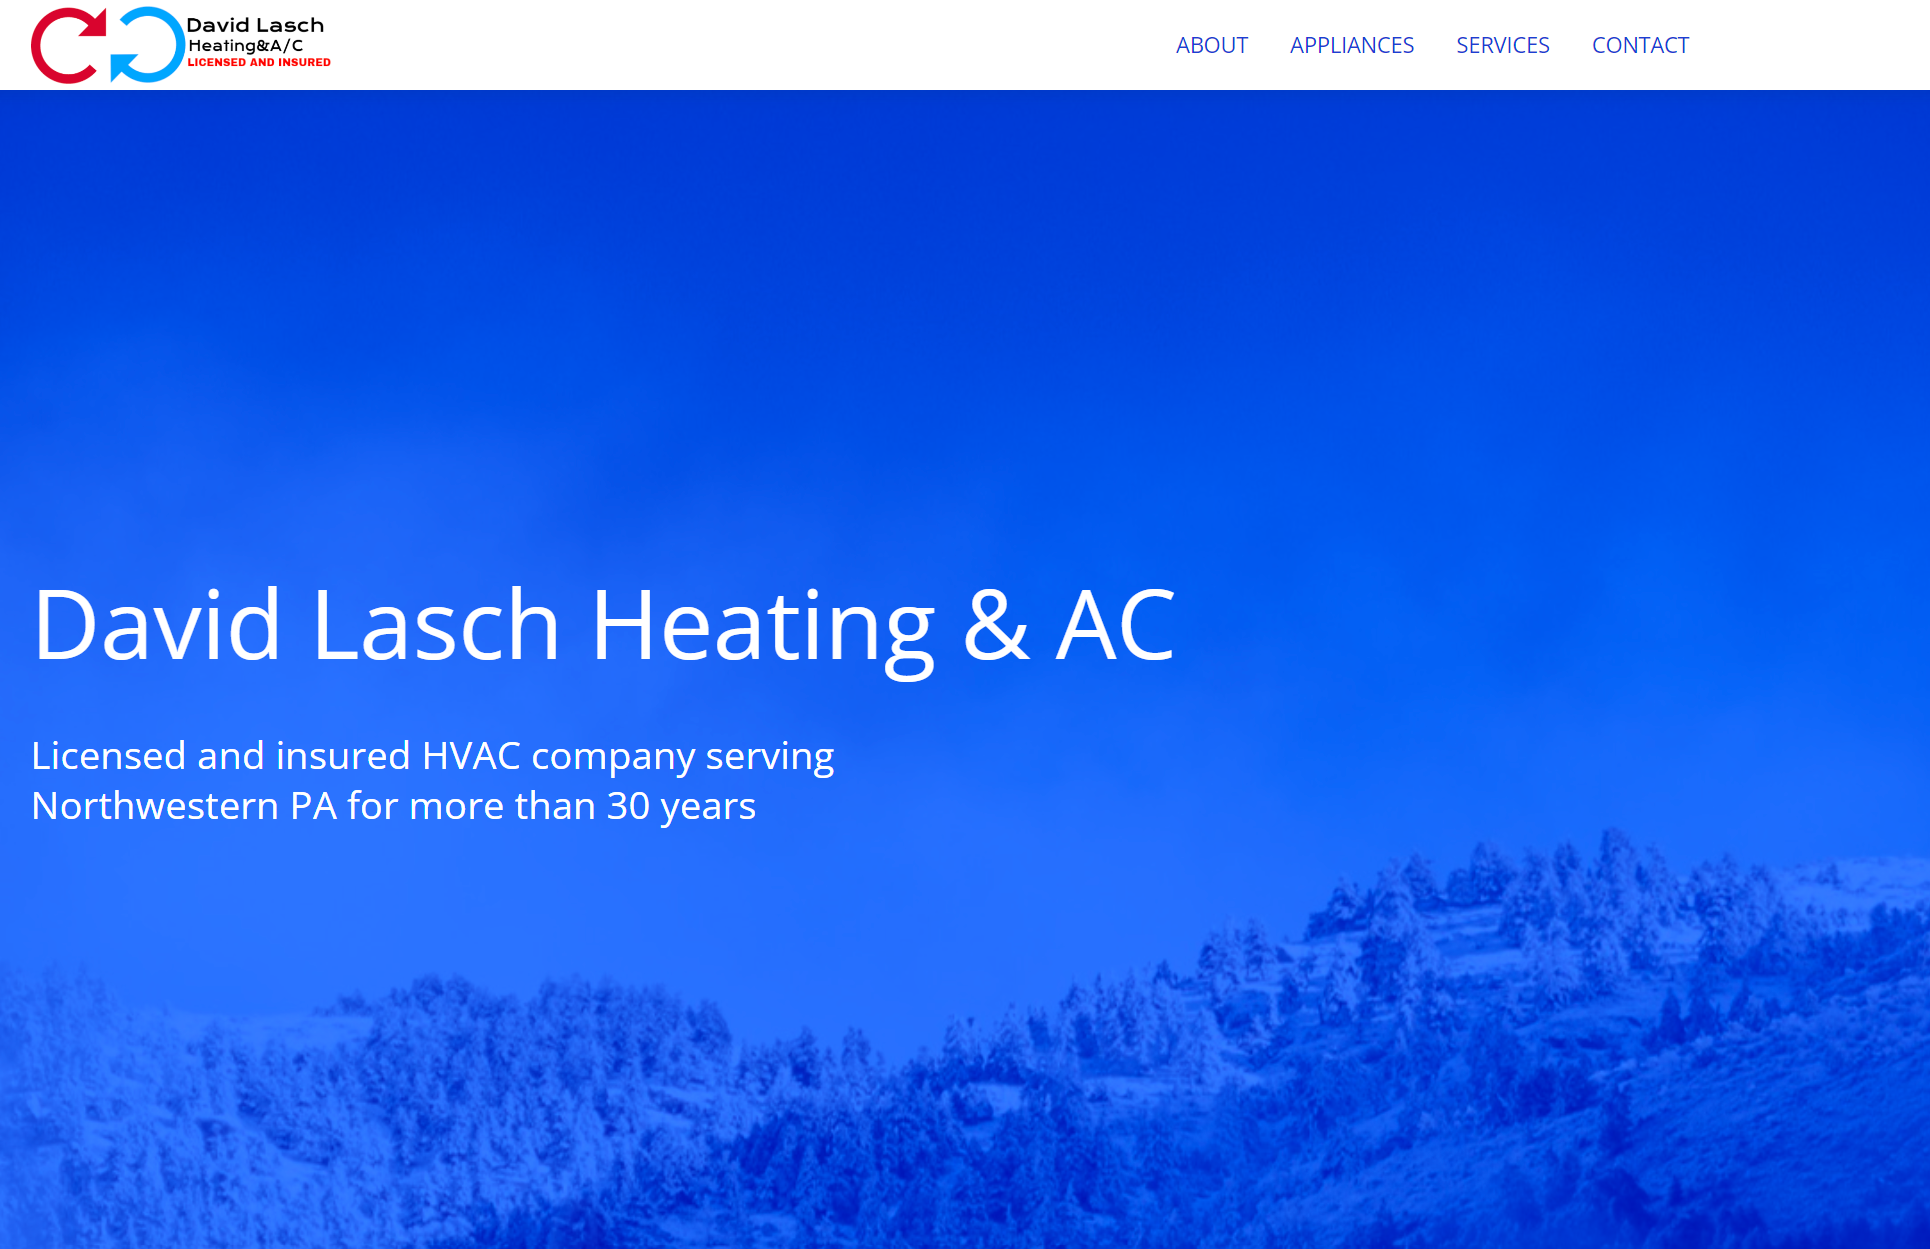 David Lasch
Heating&A/C
LICENSED AND INSURED
ABOUT APPLIANCES SERVICES CONTACT
David Lasch Heating & AC
Licensed and insured HVAC company serving
Northwestern PA for more than 30 years